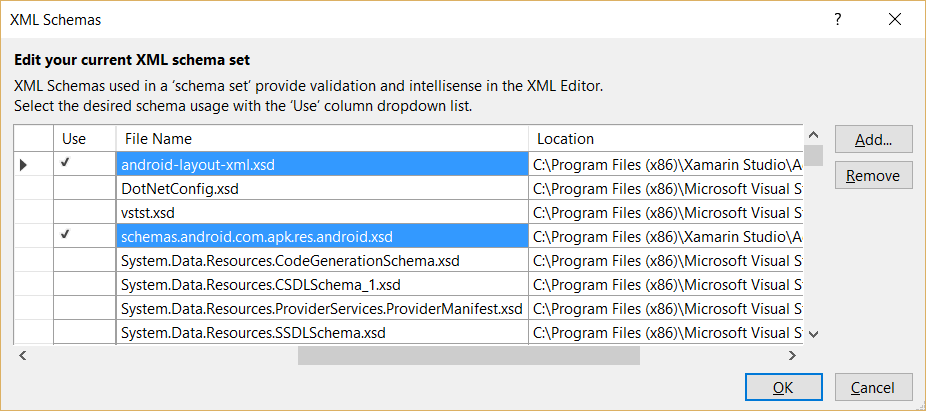 XML Schemas
Edit your current XML schema set
XML Schemas used in a 'schema set' provide validation and intellisense in the XML Editor.
Select the desired schema usage with the 'Use' column dropdown list.
Use File Name Location
android-layout-xml.xsd C:\Program Files (x86)\Xamarin Studio\A
DotNetConfig.xsd C:\Program Files (x86)\Microsoft Visual S
vstst.xsd C:\Program Files (x86)\Microsoft Visual S
schemas.android.com.apk.res.android.xsd C:\Program Files (x86)\Xamarin Studio\A
System.Data.Resources.CodeGenerationSchema.xsd C:\Program Files (x86)\Microsoft Visual S
System.Data.Resources.CSDLSchema_1.xsd C:\Program Files (x86)\Microsoft Visual S
System.Data.Resources.ProviderServices.ProviderManifest.xsd C:\Program Files (x86)\Microsoft Visual S
System.Data.Resources.SSDLSchema.xsd C:\Program Files (x86)\Microsoft Visual S
Add...
Remove
OK Cancel